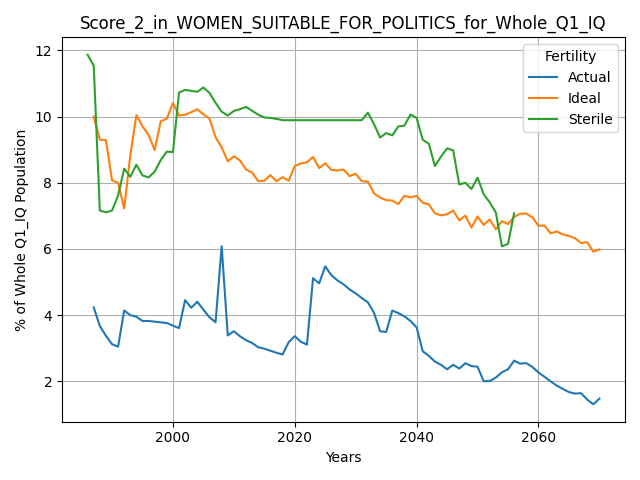 Score_2_in_WOMEN_SUITABLE_FOR_POLITICS_for_Whole_Q1_IQ
Fertility
Actual
Ideal
Sterile
% of Whole Q1_IQ Population
12
10
8
6
4
2
2000
2020
2040
2060
Years